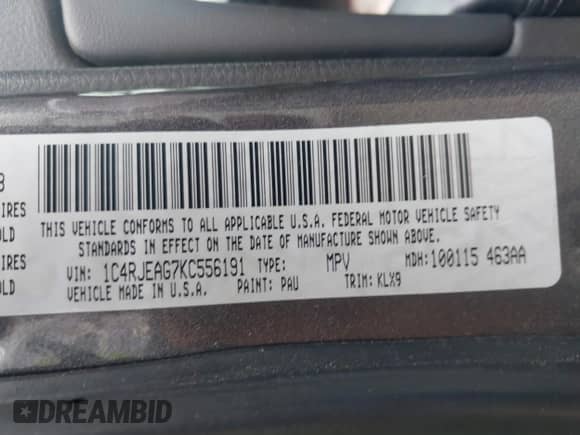 8
IRES
THIS VEHICLE CONFORMS TO ALL APPLICABLE U.S.A. FEDERAL MOTOR VEHICLE SAFETY
OLD
STANDARDS IN EFFECT ON THE DATE OF MANUFACTURE SHOWN ABOVE.
IRES
VIN: 1C4RJEAG7KC556191 TYPE: MPV MDH:100115 463AA
OLD
VEHICLE MADE IN U.S.A. PAINT: PAU TRIM: KLX9
DREAMBID